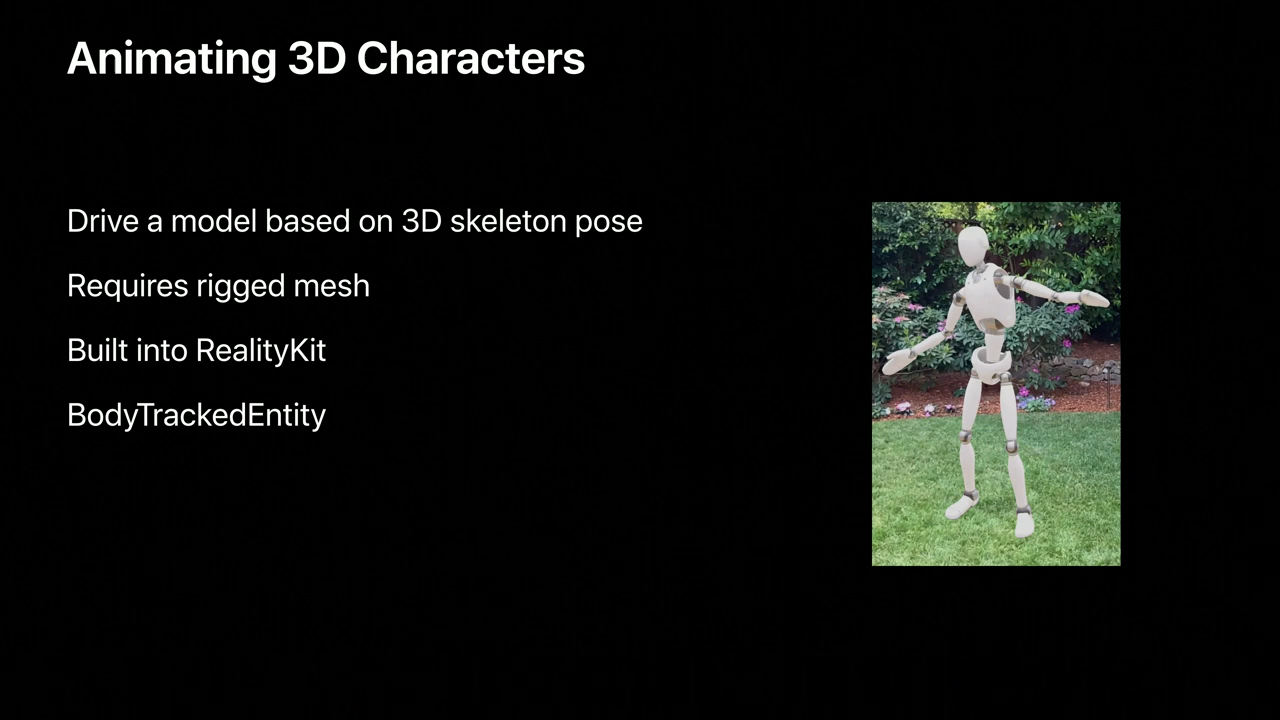 Animating 3D Characters
Drive a model based on 3D skeleton pose
Requires rigged mesh
Built into RealityKit
BodyTrackedEntity